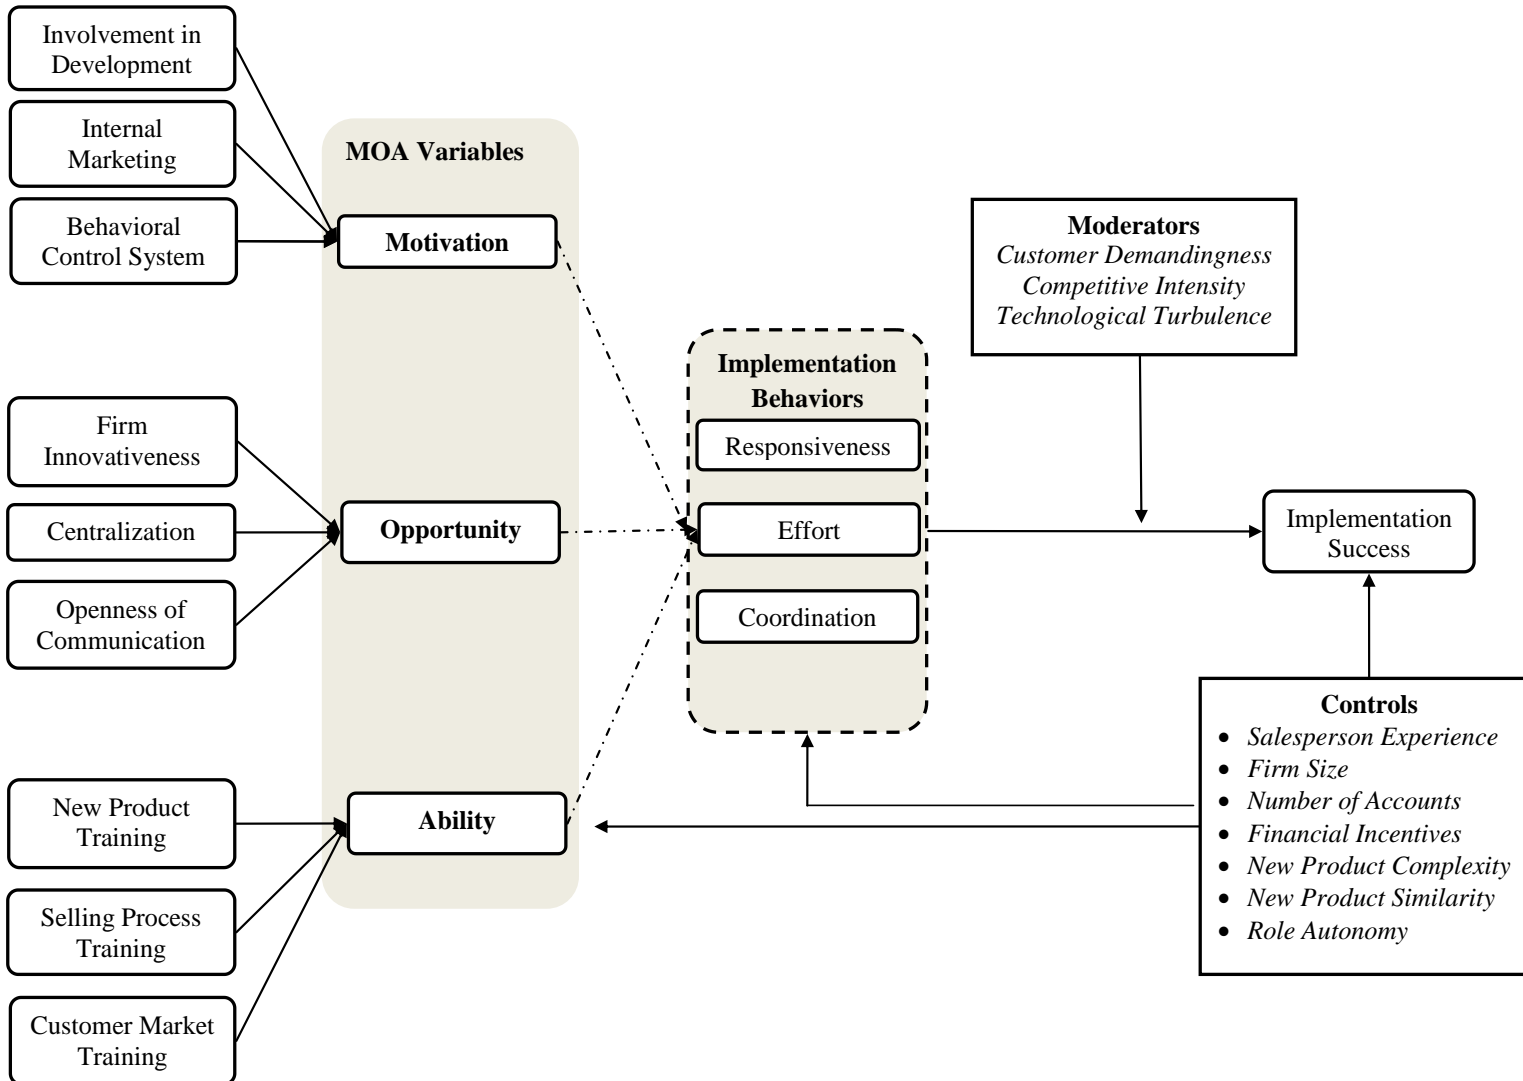 Involvement in
Development
Internal
Marketing
Behavioral
Control System
Firm
Innovativeness
Centralization
Openness of
Communication
New Product
Training
Selling Process
Training
Customer Market
Training
MOA Variables
Motivation
Opportunity
Ability
Implementation
Behaviors
Responsiveness
Effort
Coordination
Moderators
Customer Demandingness
Competitive Intensity
Technological Turbulence
Implementation
Success
Controls
• Salesperson Experience
• Firm Size
• Number of Accounts
• Financial Incentives
• New Product Complexity
• New Product Similarity
• Role Autonomy